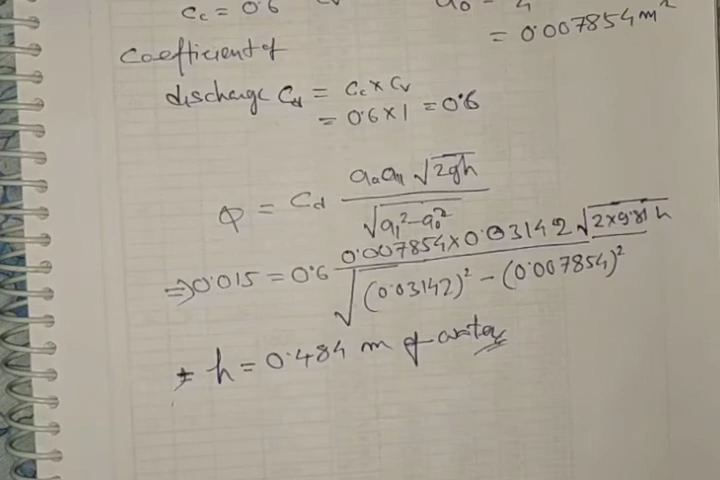 Cc = 0.6
= 0.007854 m²
Coefficient of
discharge Cd = Cc x Cv
= 0.6 x 1 = 0.6
Q = Cd a₀a₁ √2gh / √a₁²-a₀²
⇒ 0.015 = 0.6 0.007854 x 0.03142 √2x9.81 h / √(0.03142)² - (0.007854)²
h = 0.484 m of water